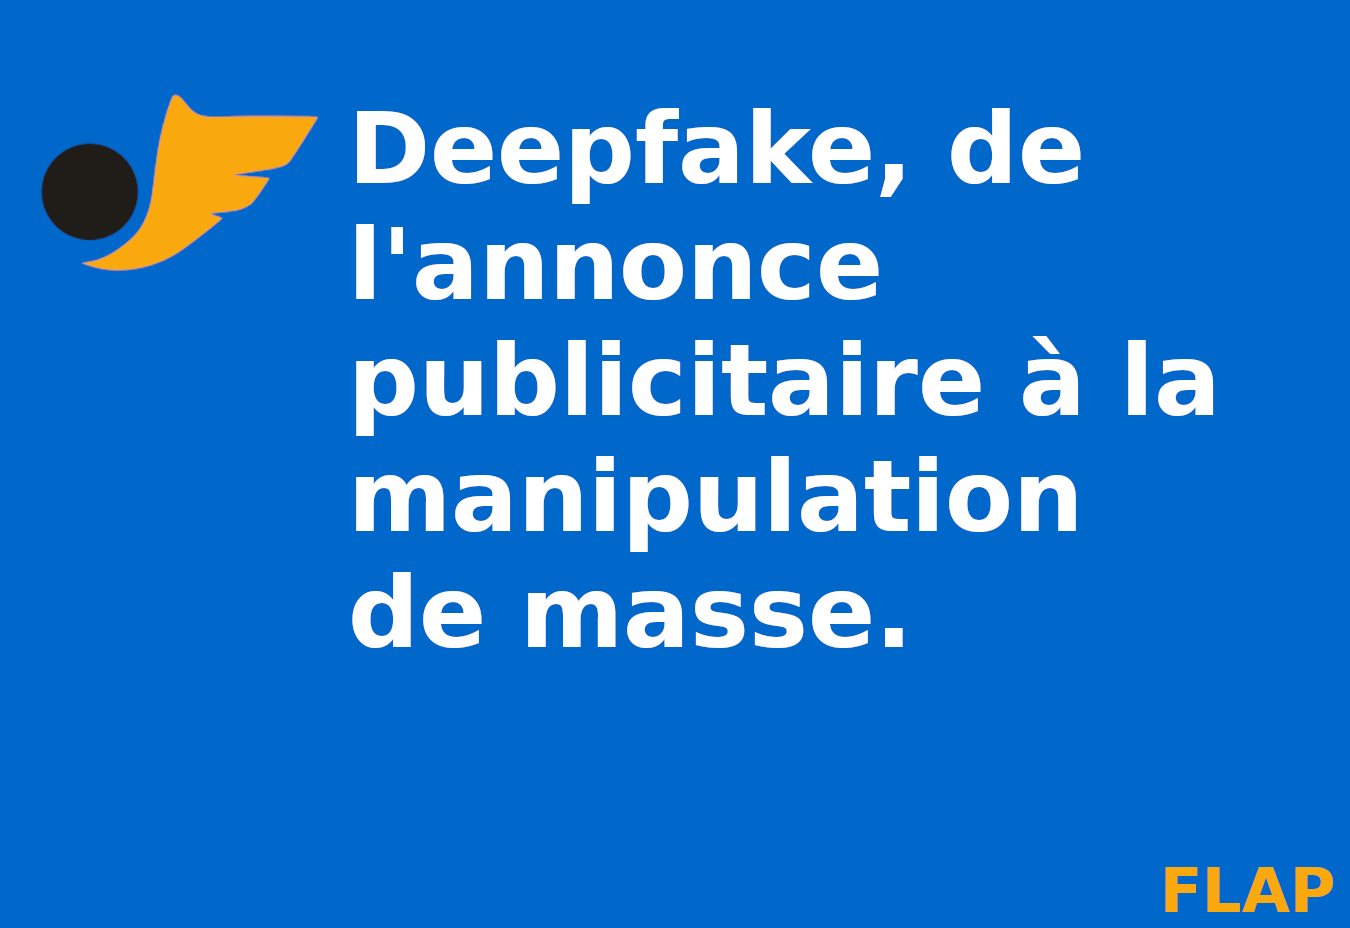 Deepfake, de
l'annonce
publicitaire à la
manipulation
de masse.
FLAP